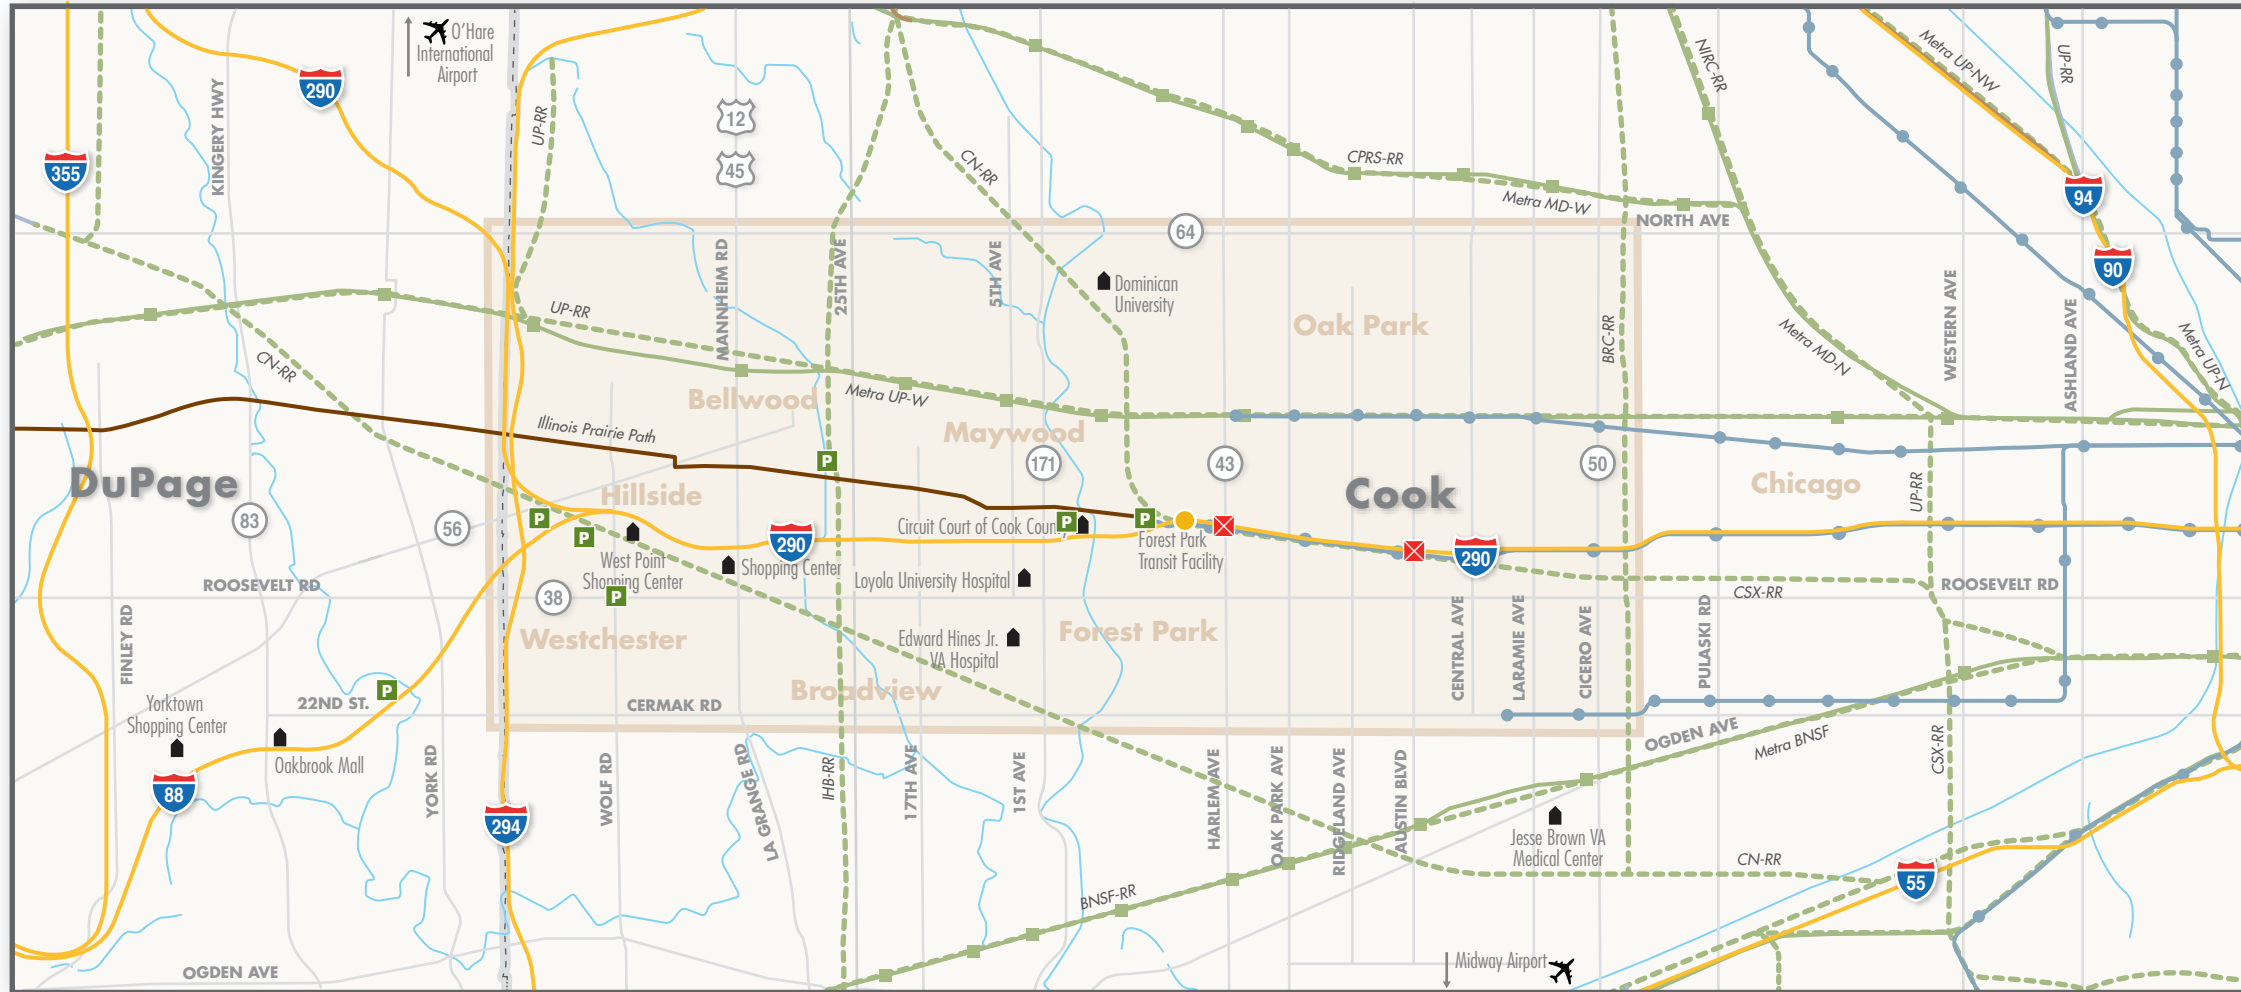 O'Hare
International
Airport
290
355
KINGERY HWY
UP-RR
12
45
CN-RR
CPRS-RR
Metra MD-W
NIRC-RR
Metra UP-NW
UP-RR
94
90
NORTH AVE
64
MANNHEIM RD
25TH AVE
5TH AVE
Dominican
University
Oak Park
BRC-RR
Metra MD-N
WESTERN AVE
ASHLAND AVE
Metra UP-N
UP-RR
CN-RR
Bellwood
Metra UP-W
Illinois Prairie Path
Maywood
171
43
50
Cook
Chicago
UP-RR
DuPage
83
56
Hillside
P
P
P
P
P
P
P
West Point
Shopping Center
290
Shopping Center
Circuit Court of Cook Coun
Forest Park
Transit Facility
290
Loyola University Hospital
ROOSEVELT RD
38
CSX-RR
ROOSEVELT RD
FINLEY RD
Westchester
Edward Hines Jr.
VA Hospital
Forest Park
CENTRAL AVE
LARAMIE AVE
CICERO AVE
PULASKI RD
Broadview
Yorktown
Shopping Center
22ND ST.
CERMAK RD
OGDEN AVE
Metra BNSF
CSX-RR
Oakbrook Mall
88
YORK RD
294
WOLF RD
LA GRANGE RD
IHB-RR
17TH AVE
1ST AVE
HARLEM AVE
OAK PARK AVE
RIDGELAND AVE
AUSTIN BLVD
Jesse Brown VA
Medical Center
CN-RR
55
BNSF-RR
OGDEN AVE
Midway Airport